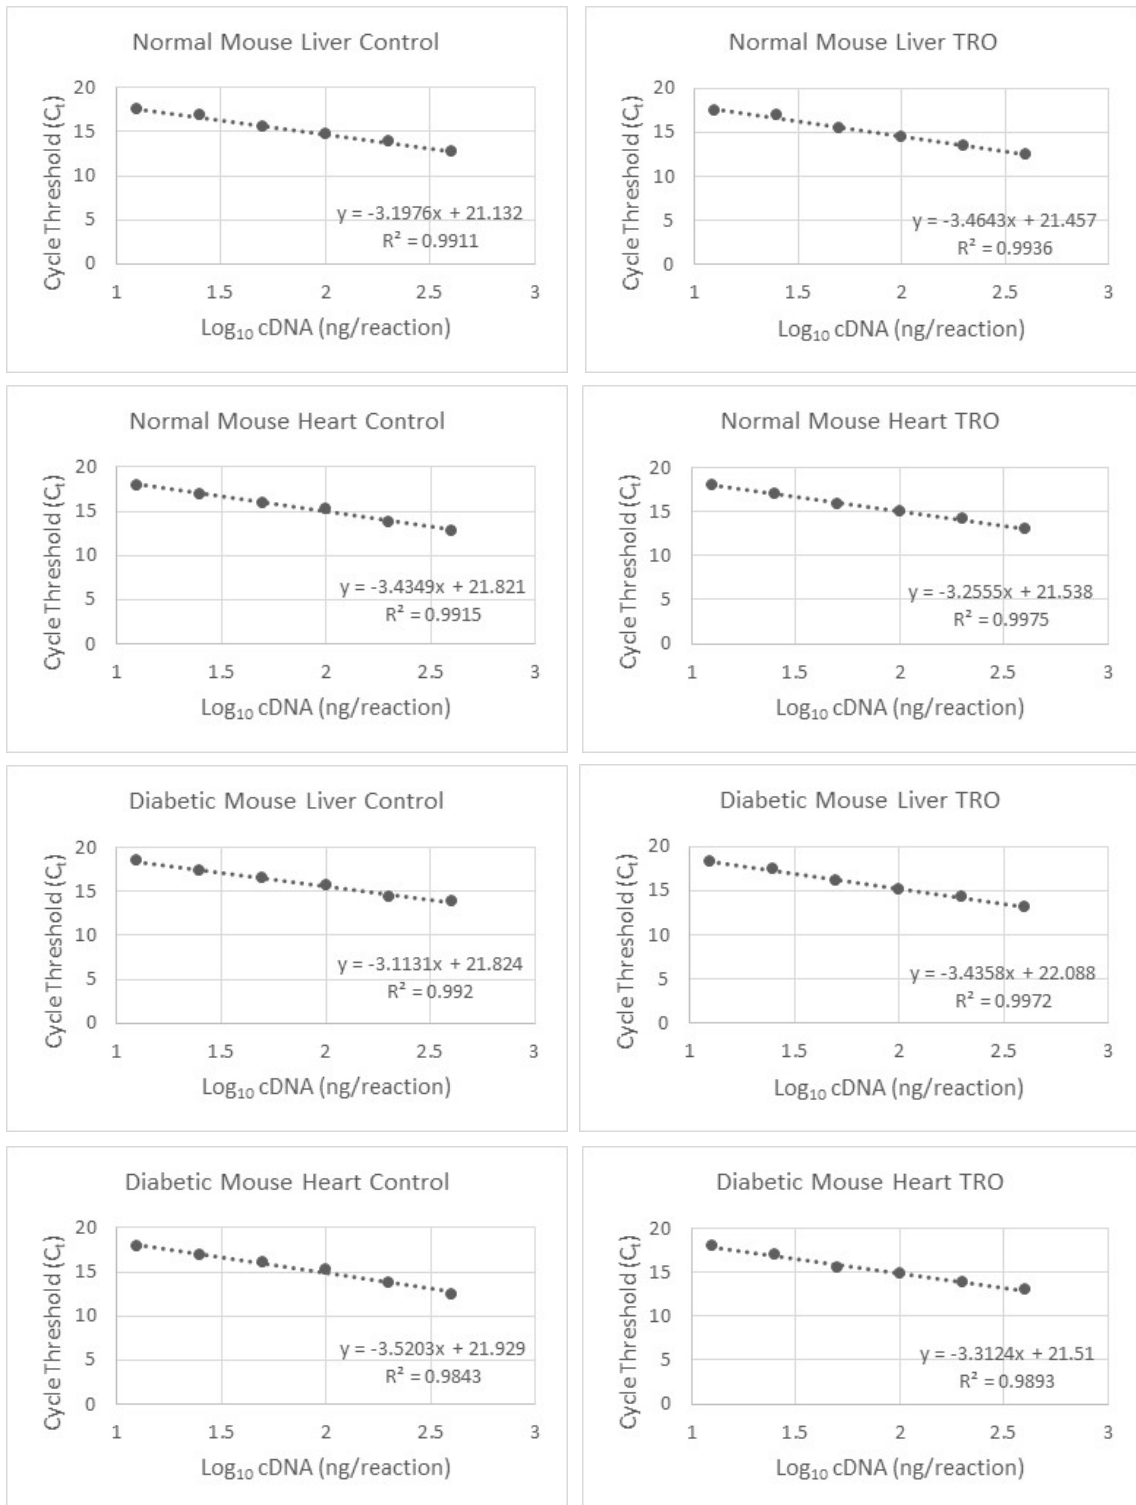 Normal Mouse Liver Control
Cycle Threshold (Cₜ)
20
15
10
5
0
y = -3.1976x + 21.132
R² = 0.9911
1 1.5 2 2.5 3
Log₁₀ cDNA (ng/reaction)
Normal Mouse Liver TRO
Cycle Threshold (Cₜ)
20
15
10
5
0
y = -3.4643x + 21.457
R² = 0.9936
1 1.5 2 2.5 3
Log₁₀ cDNA (ng/reaction)
Normal Mouse Heart Control
Cycle Threshold (Cₜ)
20
15
10
5
0
y = -3.4349x + 21.821
R² = 0.9915
1 1.5 2 2.5 3
Log₁₀ cDNA (ng/reaction)
Normal Mouse Heart TRO
Cycle Threshold (Cₜ)
20
15
10
5
0
y = -3.2555x + 21.538
R² = 0.9975
1 1.5 2 2.5 3
Log₁₀ cDNA (ng/reaction)
Diabetic Mouse Liver Control
Cycle Threshold (Cₜ)
20
15
10
5
0
y = -3.1131x + 21.824
R² = 0.992
1 1.5 2 2.5 3
Log₁₀ cDNA (ng/reaction)
Diabetic Mouse Liver TRO
Cycle Threshold (Cₜ)
20
15
10
5
0
y = -3.4358x + 22.088
R² = 0.9972
1 1.5 2 2.5 3
Log₁₀ cDNA (ng/reaction)
Diabetic Mouse Heart Control
Cycle Threshold (Cₜ)
20
15
10
5
0
y = -3.5203x + 21.929
R² = 0.9843
1 1.5 2 2.5 3
Log₁₀ cDNA (ng/reaction)
Diabetic Mouse Heart TRO
Cycle Threshold (Cₜ)
20
15
10
5
0
y = -3.3124x + 21.51
R² = 0.9893
1 1.5 2 2.5 3
Log₁₀ cDNA (ng/reaction)